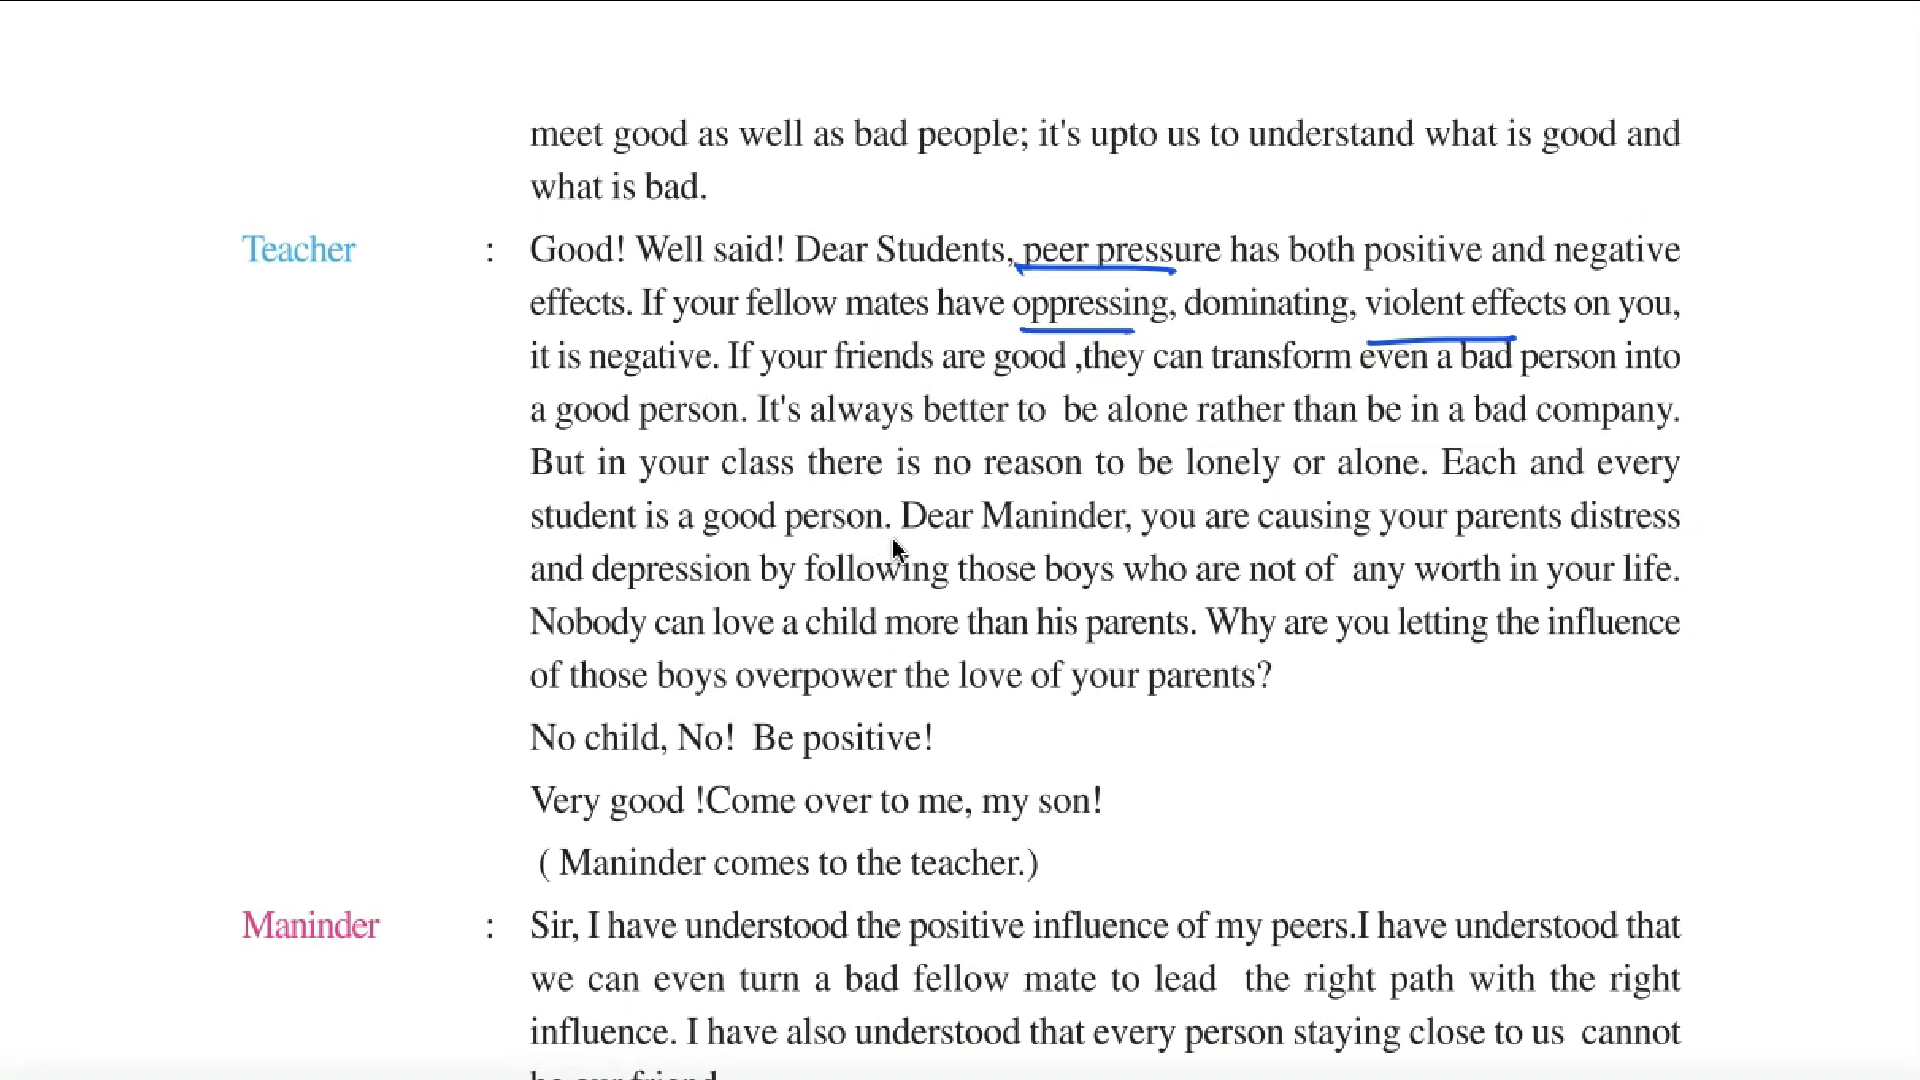 meet good as well as bad people; it's upto us to understand what is good and
what is bad.
Teacher : Good! Well said! Dear Students, peer pressure has both positive and negative
effects. If your fellow mates have oppressing, dominating, violent effects on you,
it is negative. If your friends are good ,they can transform even a bad person into
a good person. It's always better to be alone rather than be in a bad company.
But in your class there is no reason to be lonely or alone. Each and every
student is a good person. Dear Maninder, you are causing your parents distress
and depression by following those boys who are not of any worth in your life.
Nobody can love a child more than his parents. Why are you letting the influence
of those boys overpower the love of your parents?
No child, No! Be positive!
Very good !Come over to me, my son!
( Maninder comes to the teacher.)
Maninder : Sir, I have understood the positive influence of my peers.I have understood that
we can even turn a bad fellow mate to lead the right path with the right
influence. I have also understood that every person staying close to us cannot
be our friend.